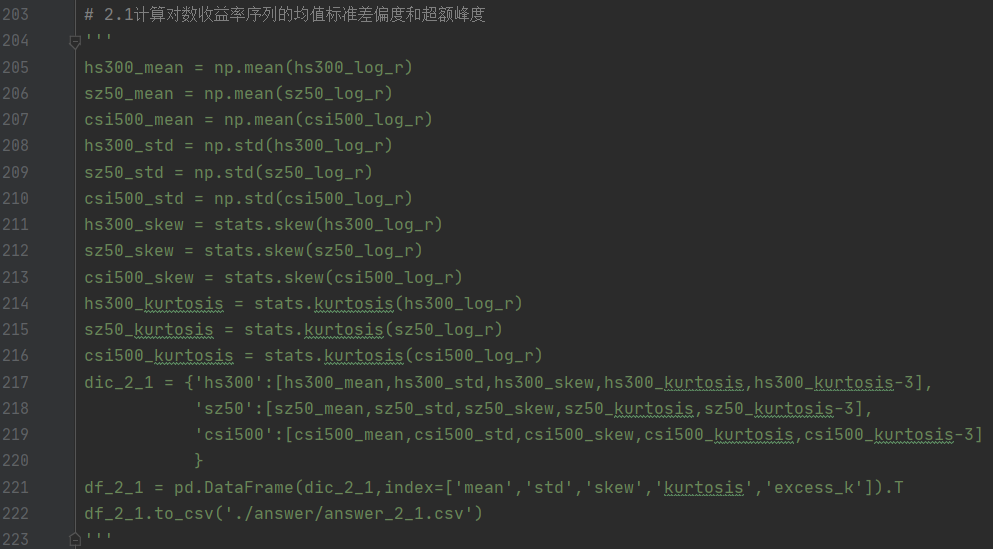 203 # 2.1计算对数收益率序列的均值标准差偏度和超额峰度
204 '''
205 hs300_mean = np.mean(hs300_log_r)
206 sz50_mean = np.mean(sz50_log_r)
207 csi500_mean = np.mean(csi500_log_r)
208 hs300_std = np.std(hs300_log_r)
209 sz50_std = np.std(sz50_log_r)
210 csi500_std = np.std(csi500_log_r)
211 hs300_skew = stats.skew(hs300_log_r)
212 sz50_skew = stats.skew(sz50_log_r)
213 csi500_skew = stats.skew(csi500_log_r)
214 hs300_kurtosis = stats.kurtosis(hs300_log_r)
215 sz50_kurtosis = stats.kurtosis(sz50_log_r)
216 csi500_kurtosis = stats.kurtosis(csi500_log_r)
217 dic_2_1 = {'hs300':[hs300_mean,hs300_std,hs300_skew,hs300_kurtosis,hs300_kurtosis-3],
218            'sz50':[sz50_mean,sz50_std,sz50_skew,sz50_kurtosis,sz50_kurtosis-3],
219            'csi500':[csi500_mean,csi500_std,csi500_skew,csi500_kurtosis,csi500_kurtosis-3]
220            }
221 df_2_1 = pd.DataFrame(dic_2_1,index=['mean','std','skew','kurtosis','excess_k']).T
222 df_2_1.to_csv('./answer/answer_2_1.csv')
223 '''